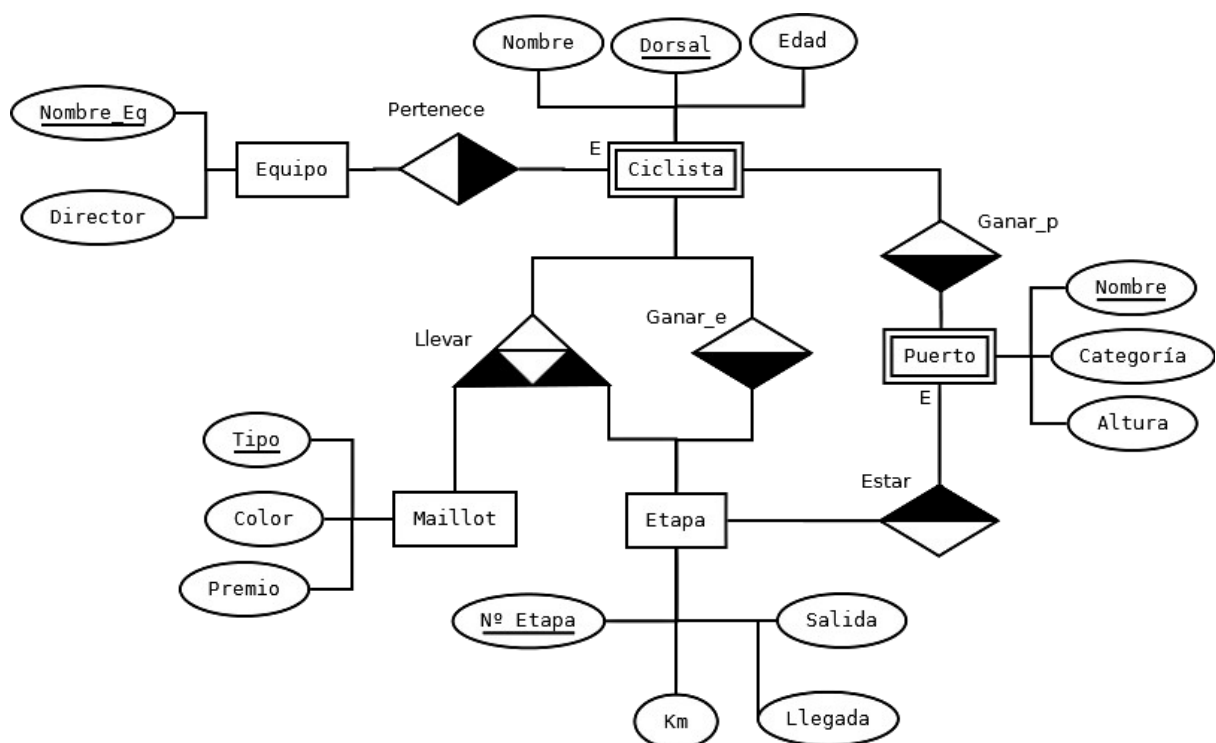 Nombre
Dorsal
Edad
Nombre_Eq
Pertenece
E
Equipo
Ciclista
Director
Ganar_p
Nombre
Ganar_e
Llevar
Puerto
Categoría
E
Altura
Tipo
Estar
Color
Maillot
Etapa
Premio
Nº Etapa
Salida
Km
Llegada